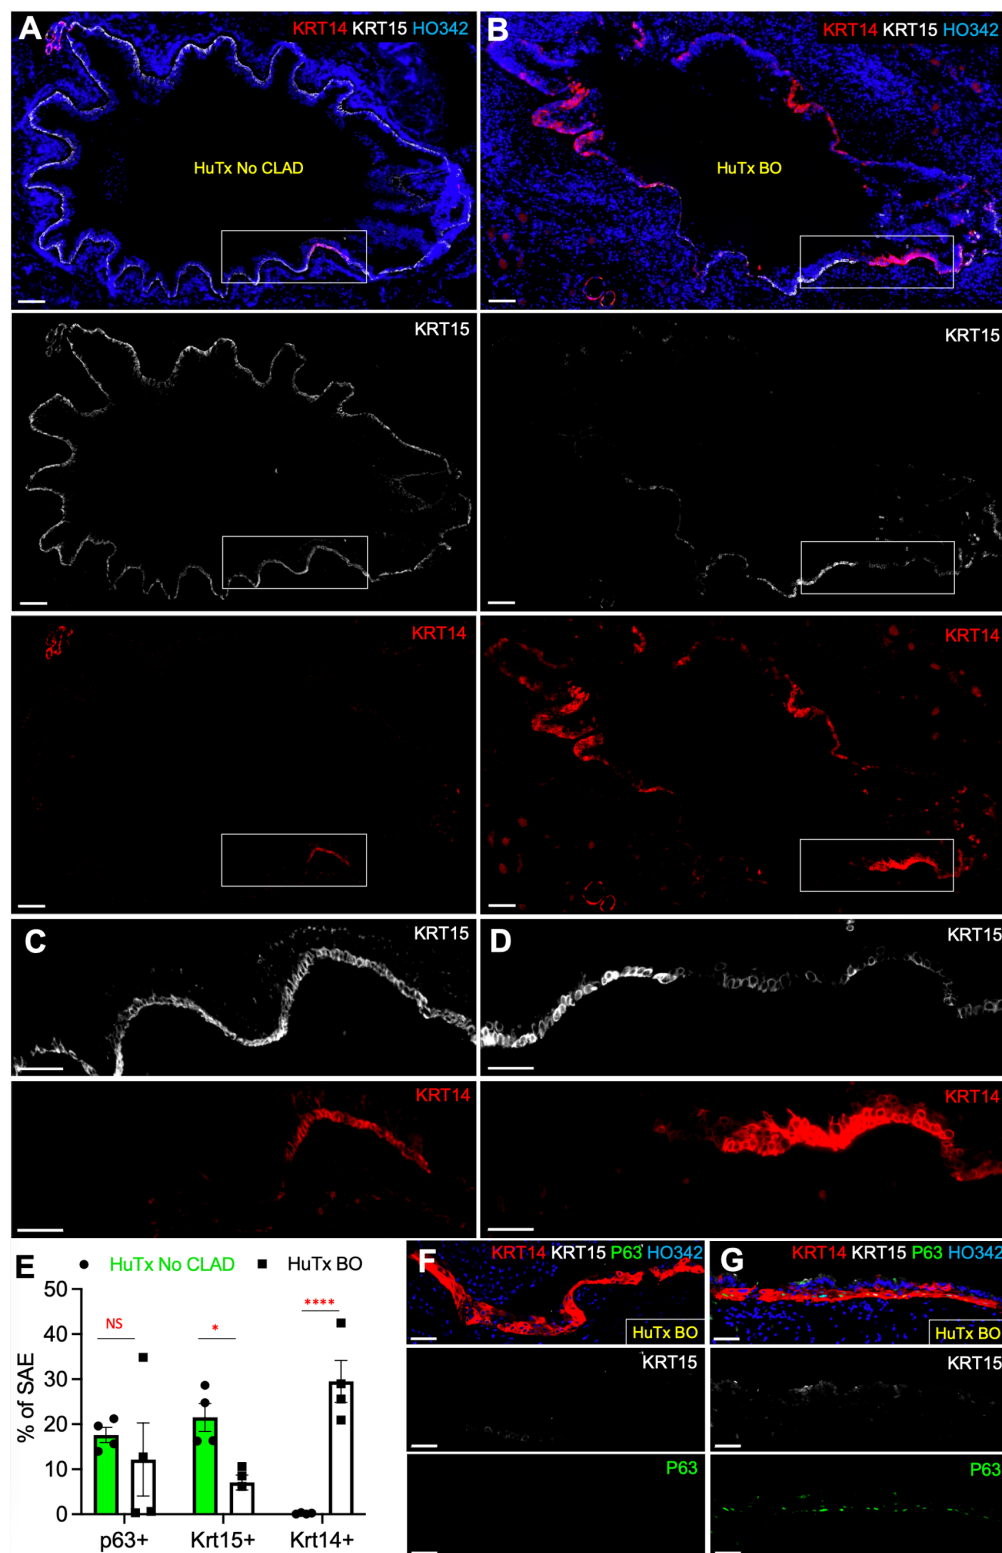 A
KRT14 KRT15 HO342
HuTx No CLAD
B
KRT14 KRT15 HO342
HuTx BO
KRT15
KRT15
KRT14
KRT14
C
KRT15
D
KRT15
KRT14
KRT14
E
HuTx No CLAD
HuTx BO
% of SAE
50
40
30
20
10
0
NS
*
****
p63+
Krt15+
Krt14+
F
KRT14 KRT15 P63 HO342
HuTx BO
KRT15
P63
G
KRT14 KRT15 P63 HO342
HuTx BO
KRT15
P63